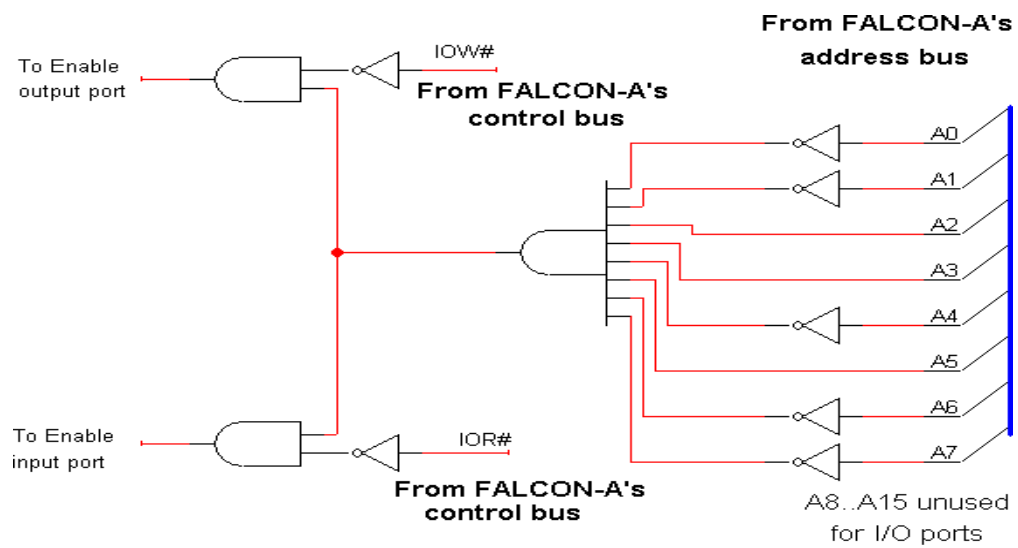 From FALCON-A's
address bus
To Enable
output port
IOW#
From FALCON-A's
control bus
A0
A1
A2
A3
A4
A5
A6
A7
To Enable
input port
IOR#
From FALCON-A's
control bus
A8..A15 unused
for I/O ports